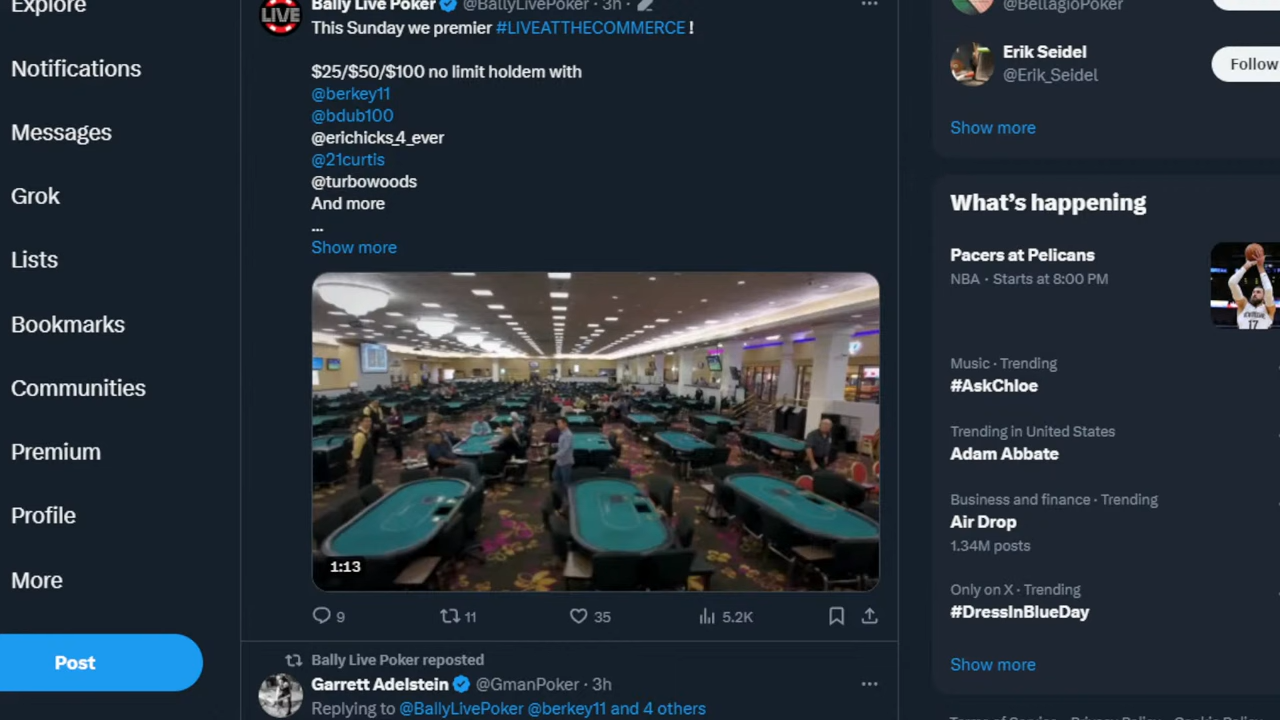 Explore
Notifications
Messages
Grok
Lists
Bookmarks
Communities
Premium
Profile
More
Post
LIVE
Bally Live Poker @BallyLivePoker · 3h ·
This Sunday we premier #LIVEATTHECOMMERCE !
$25/$50/$100 no limit holdem with
@berkey11
@bdub100
@erichicks_4_ever
@21curtis
@turbowoods
And more
...
Show more
1:13
9 11 35 5.2K
Bally Live Poker reposted
Garrett Adelstein @GmanPoker · 3h
Replying to @BallyLivePoker @berkey11 and 4 others
@BellagioPoker
Erik Seidel
@Erik_Seidel
Follow
Show more
What's happening
Pacers at Pelicans
NBA · Starts at 8:00 PM
17
Music · Trending
#AskChloe
Trending in United States
Adam Abbate
Business and finance · Trending
Air Drop
1.34M posts
Only on X · Trending
#DressInBlueDay
Show more